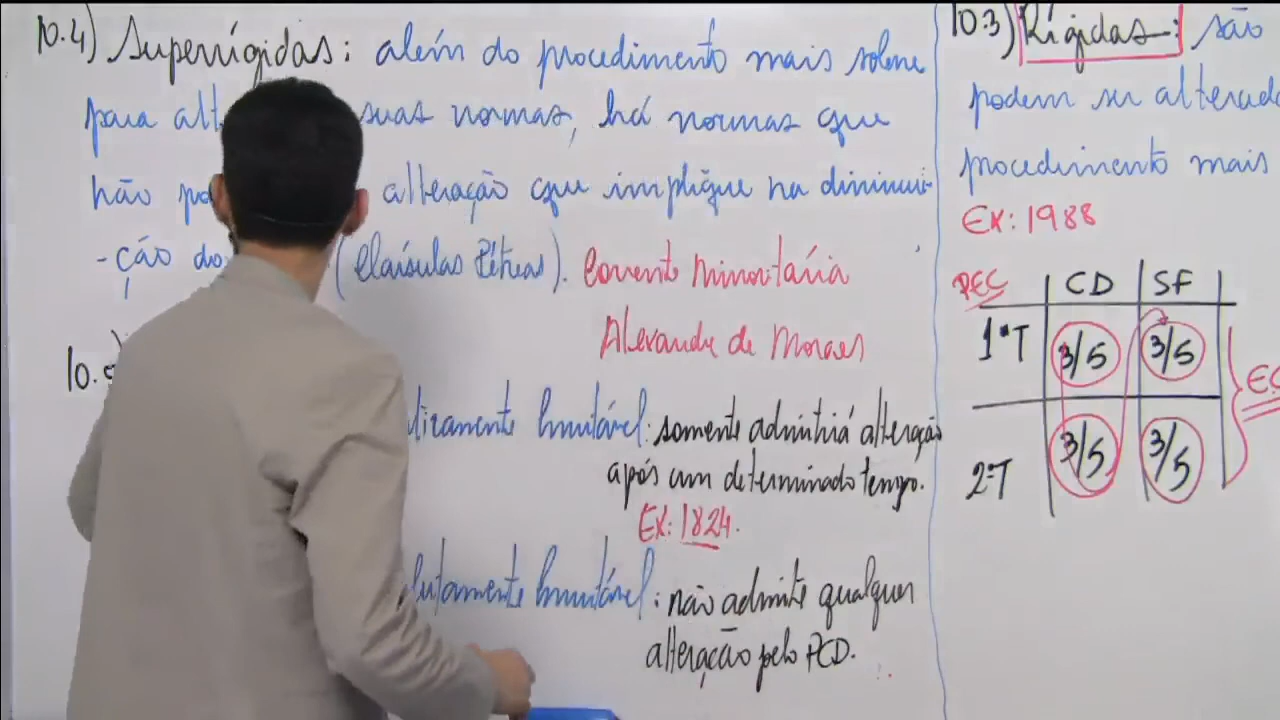 10.4) Superrígidas: além do procedimento mais solene
para alt suas normas, há normas que
não po alteração que implique na diminui-
-ção do (Claúsulas Pétreas). Corrente Minoritária
Alexandre de Moraes
10.
ticamente Imutável: somente admitirá alteração
após um determinado tempo.
EX: 1824.
lutamente Imutável: não admite qualquer
alteração pelo PCD.
10.3) Rígidas: são
podem ser alterad
procedimento mais
EX: 1988
PEC CD SF
1ºT 3/5 3/5
EC
2ºT 3/5 3/5